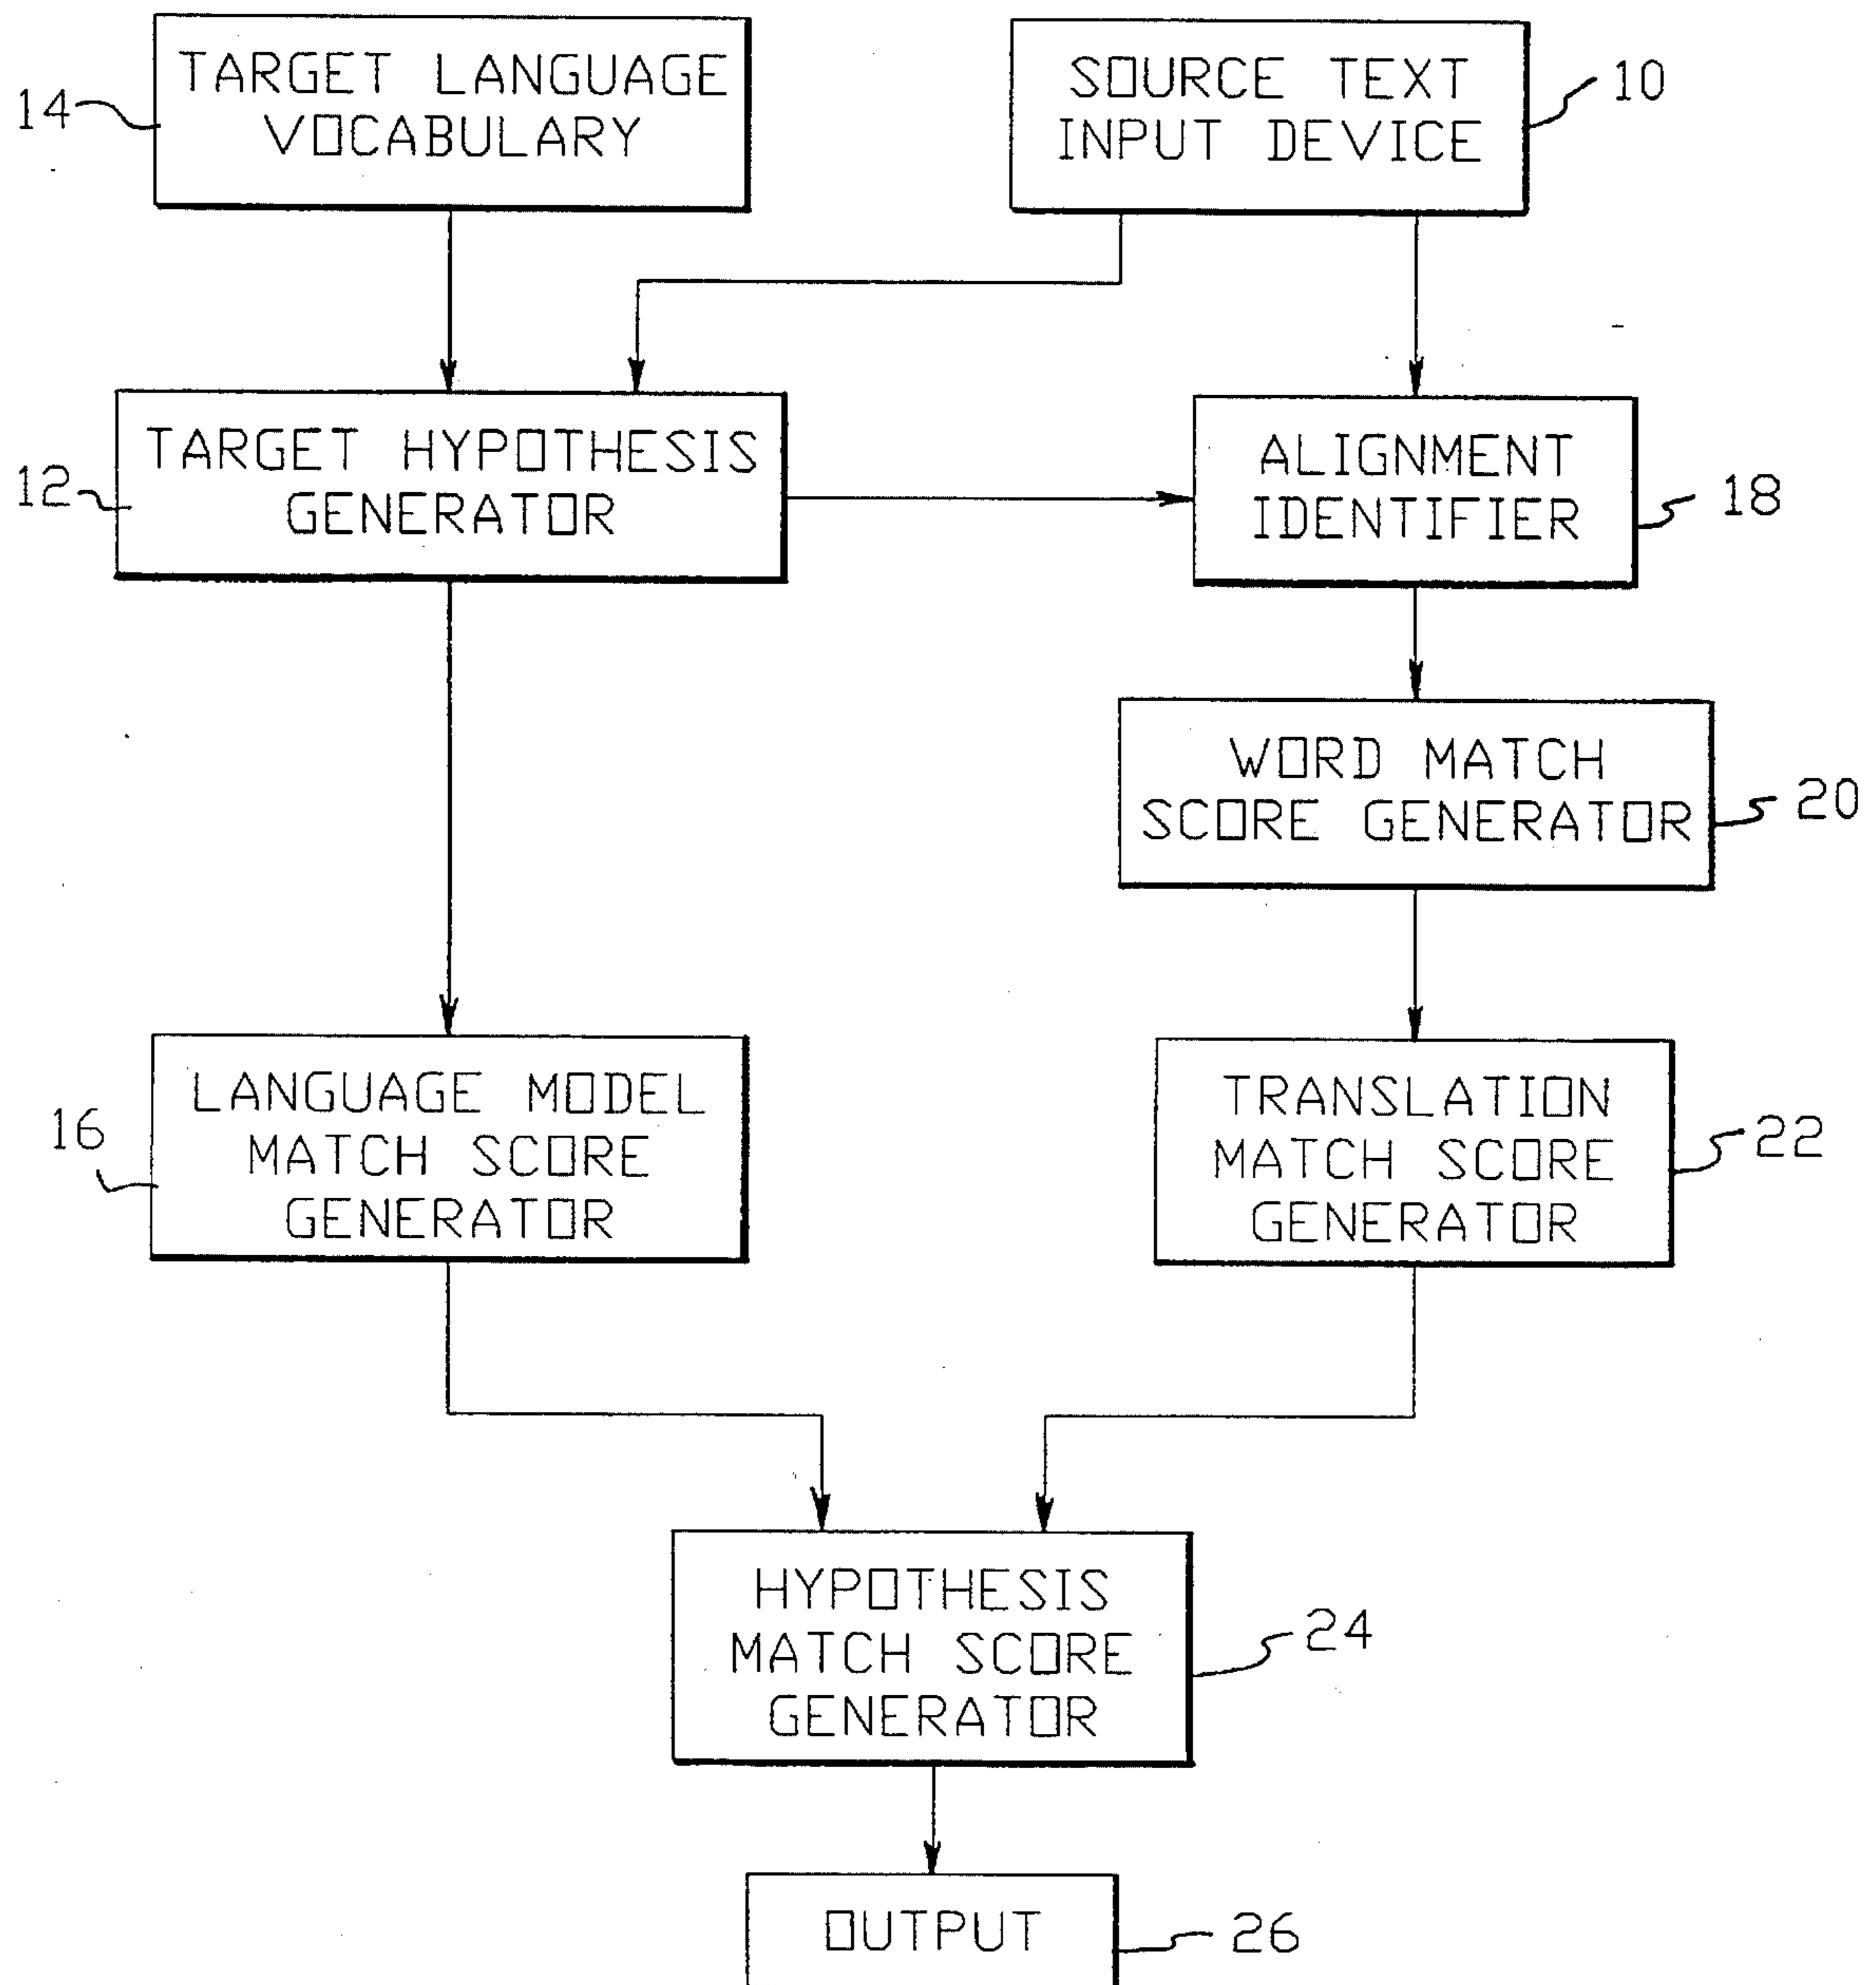 TARGET LANGUAGE
VOCABULARY
14
SOURCE TEXT
INPUT DEVICE
10
TARGET HYPOTHESIS
GENERATOR
12
ALIGNMENT
IDENTIFIER
18
WORD MATCH
SCORE GENERATOR
20
LANGUAGE MODEL
MATCH SCORE
GENERATOR
16
TRANSLATION
MATCH SCORE
GENERATOR
22
HYPOTHESIS
MATCH SCORE
GENERATOR
24
OUTPUT
26